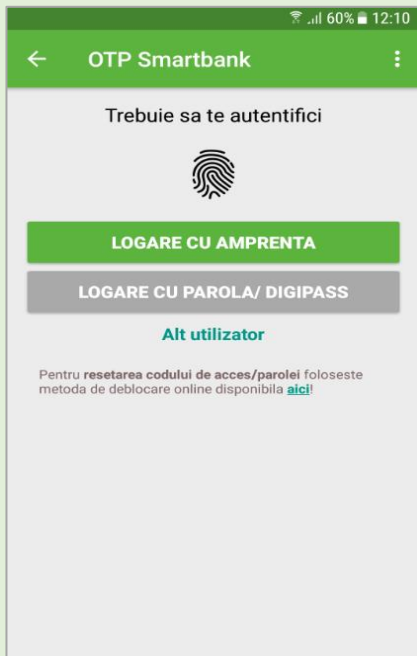 60% 12:10
OTP Smartbank
Trebuie sa te autentifici
LOGARE CU AMPRENTA
LOGARE CU PAROLA/ DIGIPASS
Alt utilizator
Pentru resetarea codului de acces/parolei foloseste
metoda de deblocare online disponibila aici!